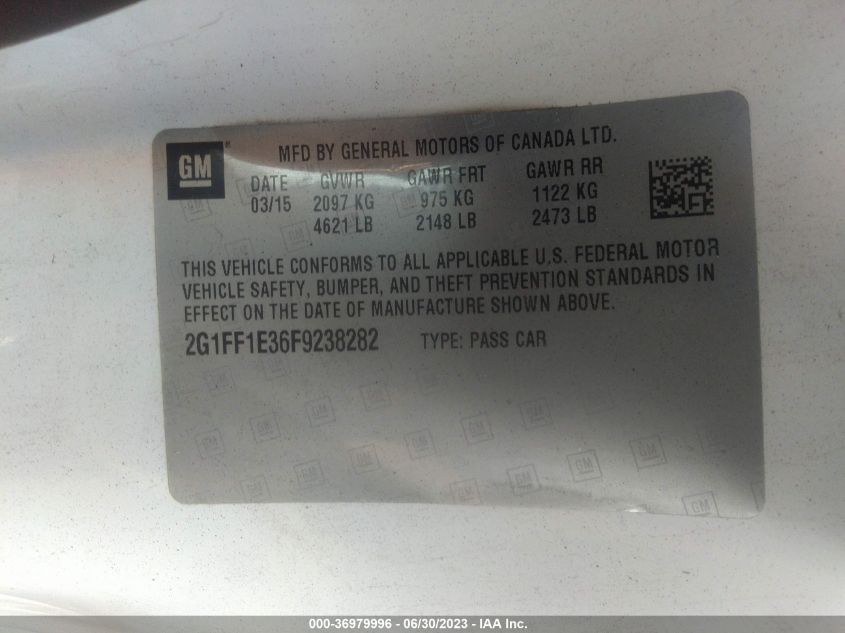 GM
MFD BY GENERAL MOTORS OF CANADA LTD.
DATE GVWR GAWR FRT GAWR RR
03/15 2097 KG 975 KG 1122 KG
4621 LB 2148 LB 2473 LB
THIS VEHICLE CONFORMS TO ALL APPLICABLE U.S. FEDERAL MOTOR
VEHICLE SAFETY, BUMPER, AND THEFT PREVENTION STANDARDS IN
EFFECT ON THE DATE OF MANUFACTURE SHOWN ABOVE.
2G1FF1E36F9238282 TYPE: PASS CAR
000-36979996 - 06/30/2023 - IAA Inc.